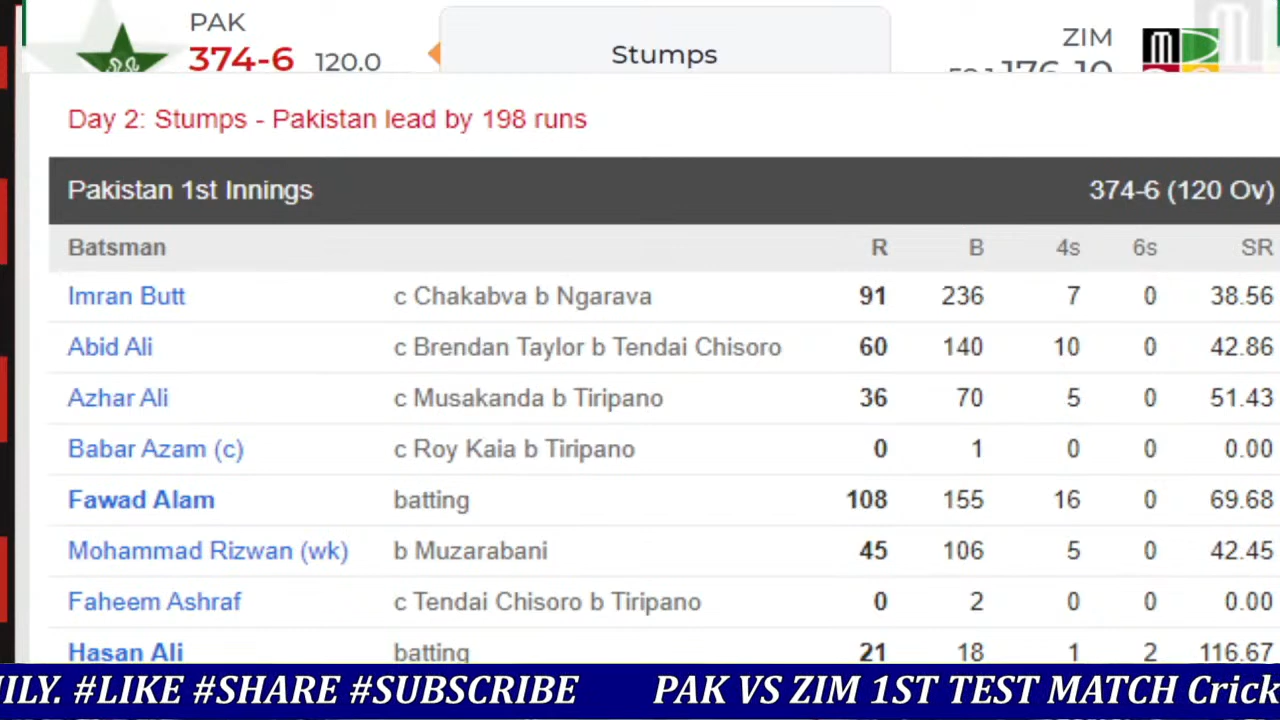 PAK
374-6 120.0
Stumps
ZIM
176-10
Day 2: Stumps - Pakistan lead by 198 runs
Pakistan 1st Innings 374-6 (120 Ov)
Batsman R B 4s 6s SR
Imran Butt c Chakabva b Ngarava 91 236 7 0 38.56
Abid Ali c Brendan Taylor b Tendai Chisoro 60 140 10 0 42.86
Azhar Ali c Musakanda b Tiripano 36 70 5 0 51.43
Babar Azam (c) c Roy Kaia b Tiripano 0 1 0 0 0.00
Fawad Alam batting 108 155 16 0 69.68
Mohammad Rizwan (wk) b Muzarabani 45 106 5 0 42.45
Faheem Ashraf c Tendai Chisoro b Tiripano 0 2 0 0 0.00
Hasan Ali batting 21 18 1 2 116.67
ILY. #LIKE #SHARE #SUBSCRIBE PAK VS ZIM 1ST TEST MATCH Crick